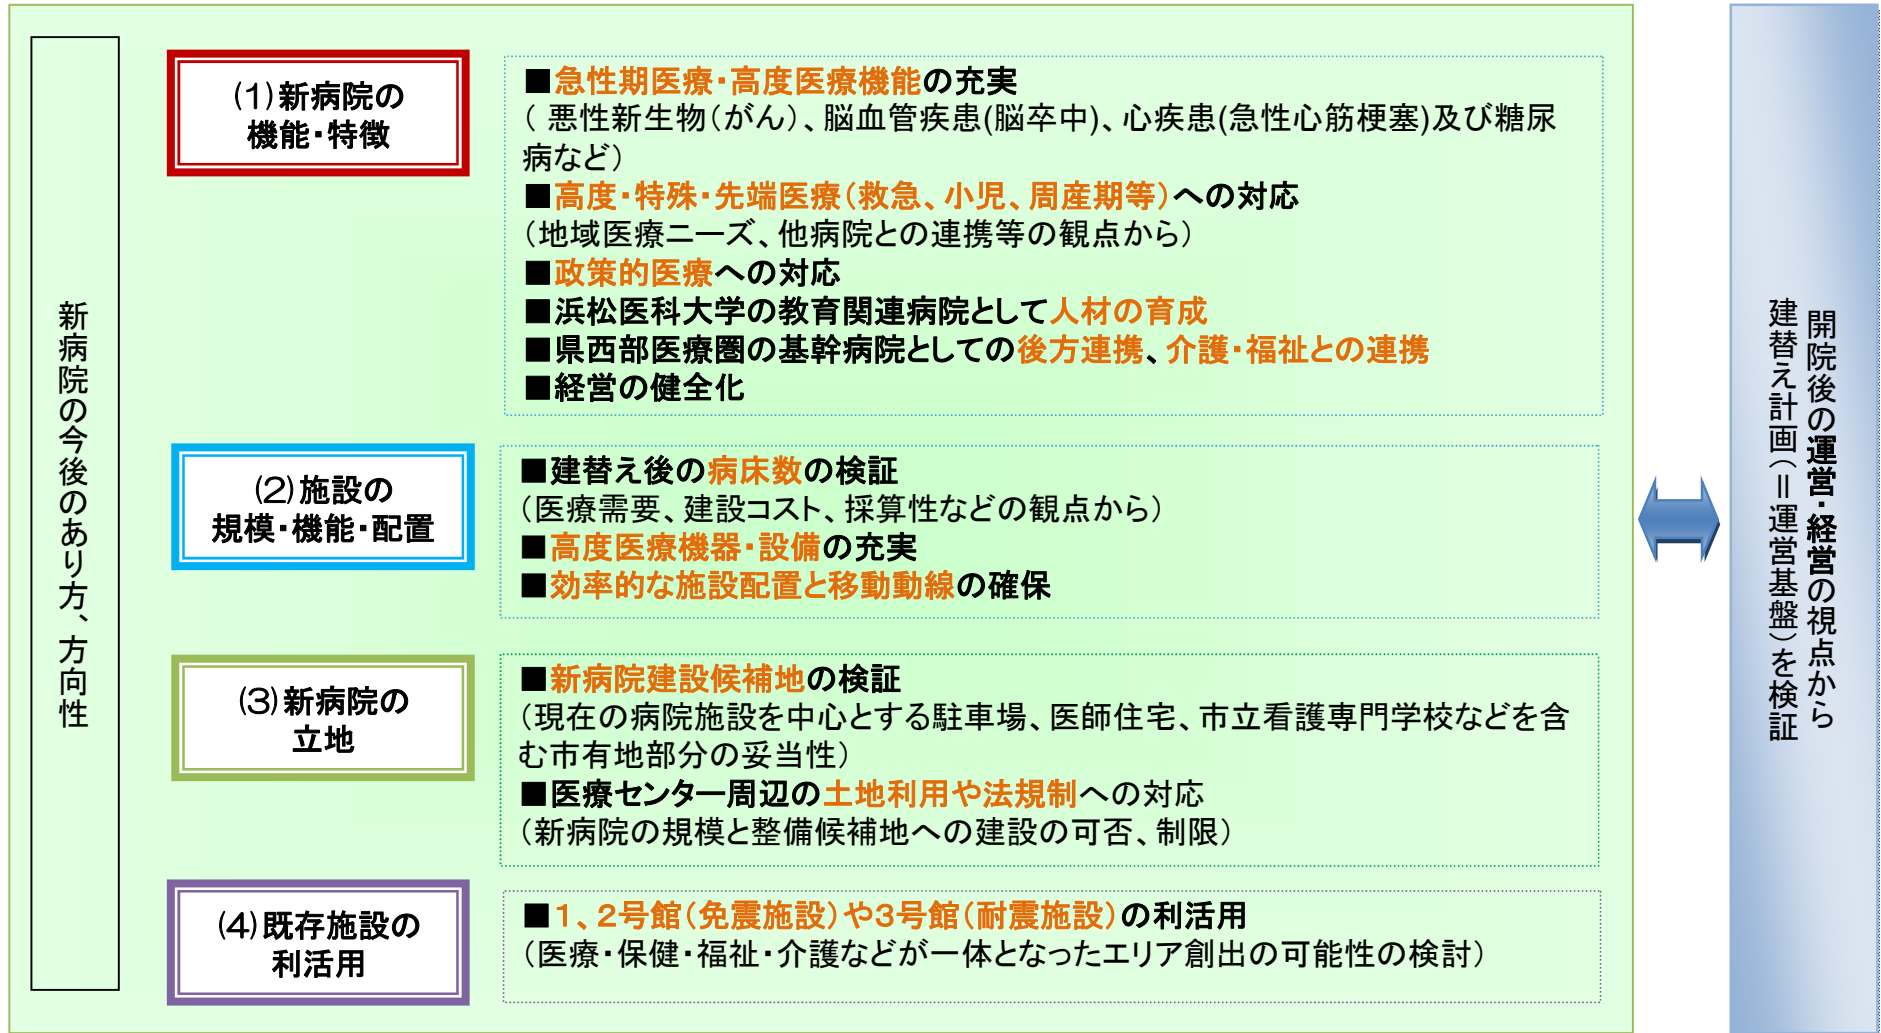 新病院の今後のあり方、方向性
(1)新病院の
機能・特徴
■急性期医療・高度医療機能の充実
（ 悪性新生物（がん）、脳血管疾患(脳卒中)、心疾患(急性心筋梗塞)及び糖尿
病など）
■高度・特殊・先端医療（救急、小児、周産期等）への対応
（地域医療ニーズ、他病院との連携等の観点から）
■政策的医療への対応
■浜松医科大学の教育関連病院として人材の育成
■県西部医療圏の基幹病院としての後方連携、介護・福祉との連携
■経営の健全化
(2)施設の
規模・機能・配置
■建替え後の病床数の検証
（医療需要、建設コスト、採算性などの観点から）
■高度医療機器・設備の充実
■効率的な施設配置と移動動線の確保
(3)新病院の
立地
■新病院建設候補地の検証
（現在の病院施設を中心とする駐車場、医師住宅、市立看護専門学校などを含
む市有地部分の妥当性）
■医療センター周辺の土地利用や法規制への対応
（新病院の規模と整備候補地への建設の可否、制限）
(4)既存施設の
利活用
■１、２号館（免震施設）や３号館（耐震施設）の利活用
（医療・保健・福祉・介護などが一体となったエリア創出の可能性の検討）
開院後の運営・経営の視点から
建替え計画（＝運営基盤）を検証